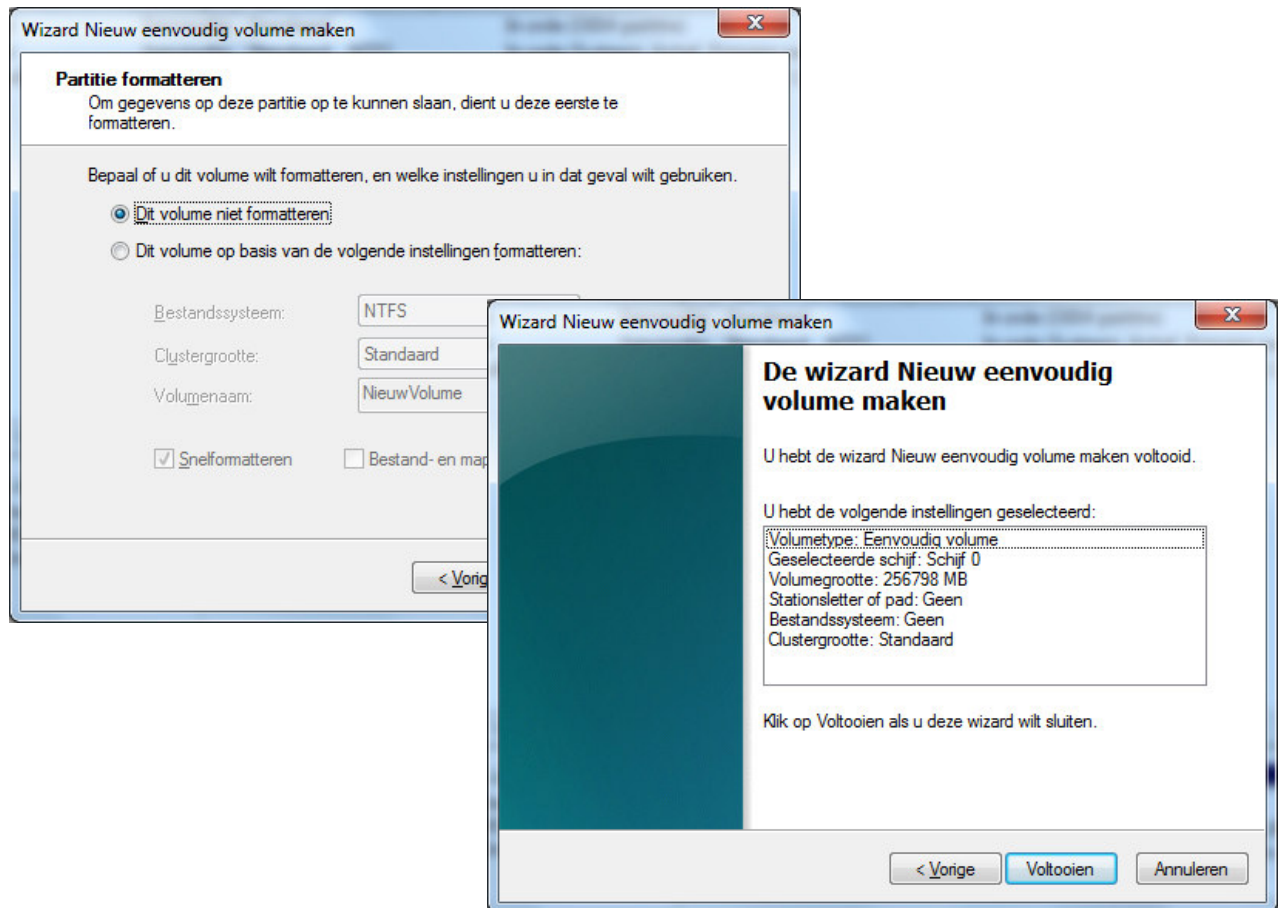 Wizard Nieuw eenvoudig volume maken
Partitie formatteren
Om gegevens op deze partitie op te kunnen slaan, dient u deze eerste te
formatteren.
Bepaal of u dit volume wilt formatteren, en welke instellingen u in dat geval wilt gebruiken.
Dit volume niet formatteren
Dit volume op basis van de volgende instellingen formatteren:
Bestandssysteem: NTFS
Clustergrootte: Standaard
Volumenaam: NieuwVolume
Snelformatteren Bestand- en map
< Vorig
Wizard Nieuw eenvoudig volume maken
De wizard Nieuw eenvoudig
volume maken
U hebt de wizard Nieuw eenvoudig volume maken voltooid.
U hebt de volgende instellingen geselecteerd:
Volumetype: Eenvoudig volume
Geselecteerde schijf: Schijf 0
Volumegrootte: 256798 MB
Stationsletter of pad: Geen
Bestandssysteem: Geen
Clustergrootte: Standaard
Klik op Voltooien als u deze wizard wilt sluiten.
< Vorige Voltooien Annuleren